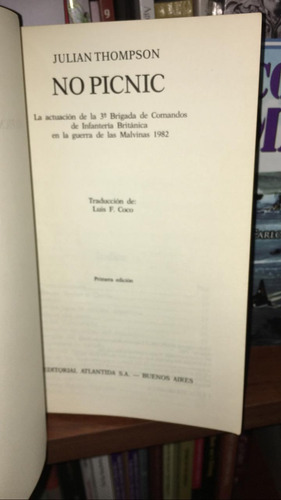 JULIAN THOMPSON
NO PICNIC
La actuación de la 3ª Brigada de Comandos
de Infantería Británica
en la guerra de las Malvinas 1982
Traducción de:
Luis F. Coco
Primera edición
EDITORIAL ATLANTIDA S.A. — BUENOS AIRES